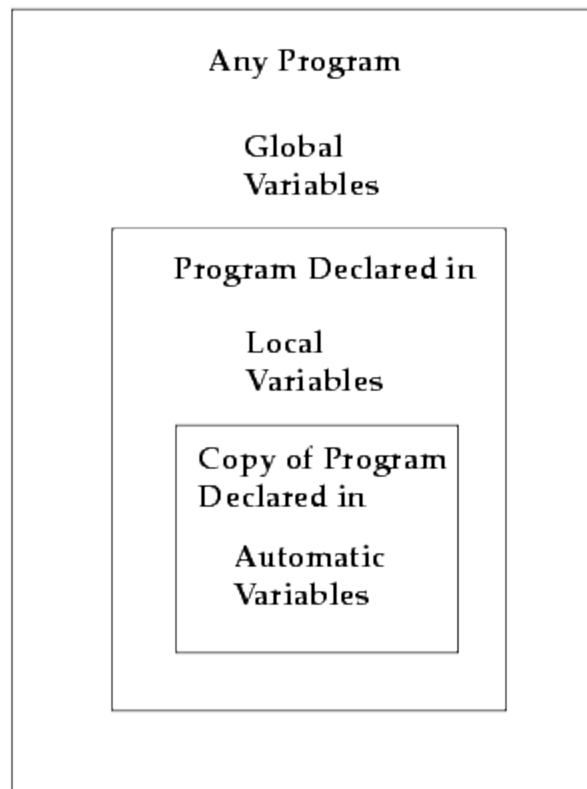 Any Program
Global
Variables
Program Declared in
Local
Variables
Copy of Program
Declared in
Automatic
Variables